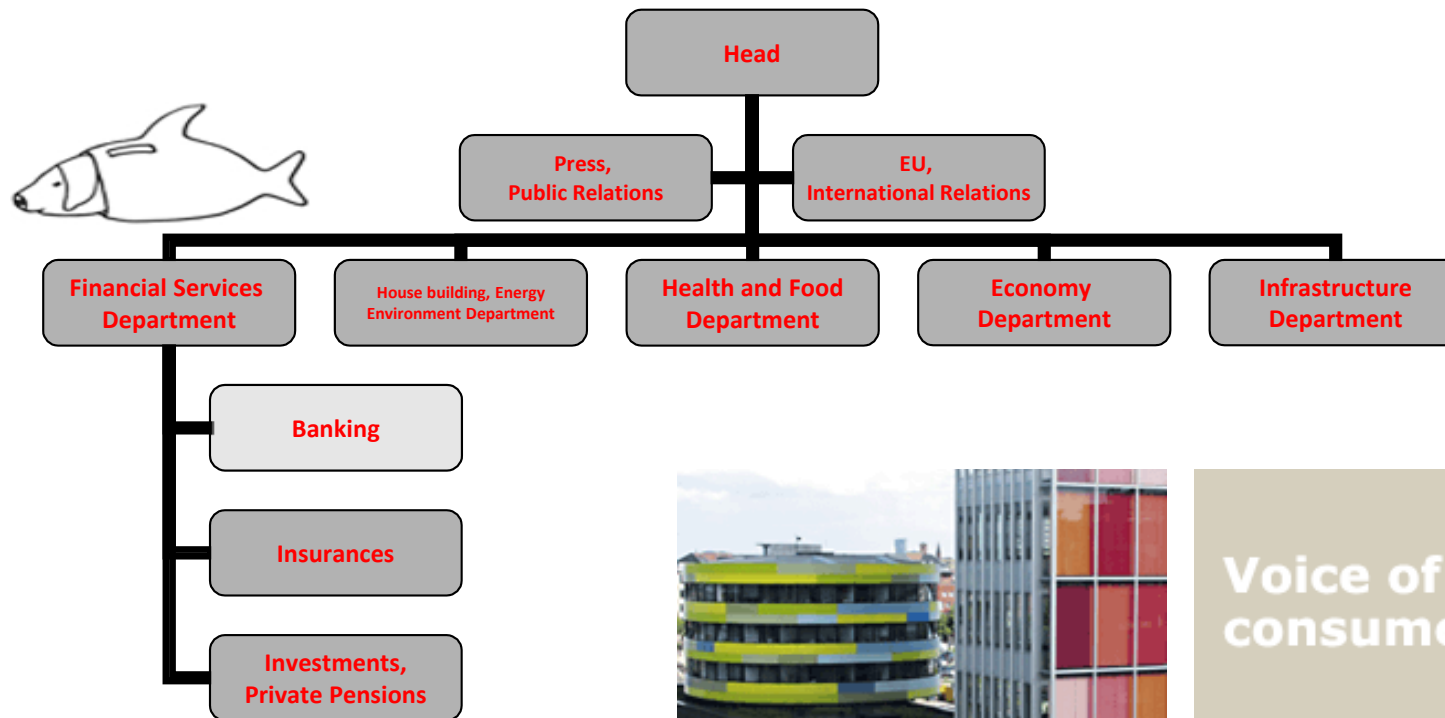 Head
Press,
Public Relations
EU,
International Relations
Financial Services
Department
House building, Energy
Environment Department
Health and Food
Department
Economy
Department
Infrastructure
Department
Banking
Insurances
Investments,
Private Pensions
Voice of